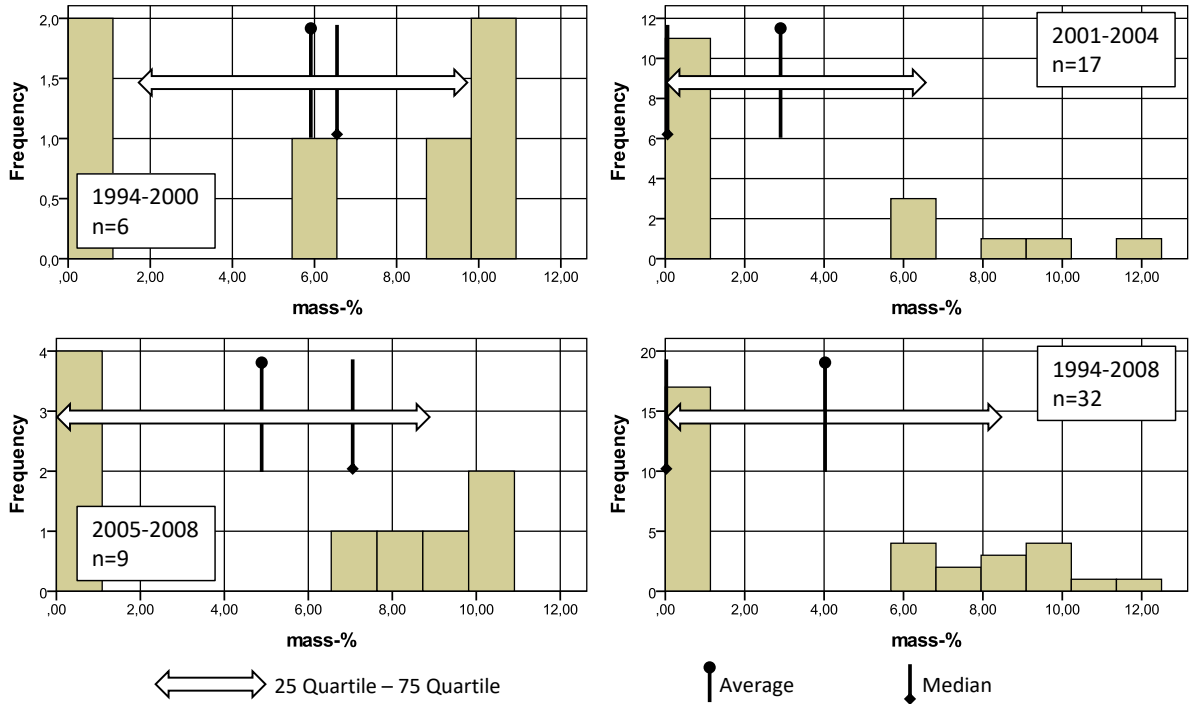 2,0
1,5
1,0
0,5
0,0
Frequency
1994-2000
n=6
,00 2,00 4,00 6,00 8,00 10,00 12,00
mass-%
12
10
8
6
4
2
0
Frequency
2001-2004
n=17
,00 2,00 4,00 6,00 8,00 10,00 12,00
mass-%
4
3
2
1
0
Frequency
2005-2008
n=9
,00 2,00 4,00 6,00 8,00 10,00 12,00
mass-%
20
15
10
5
0
Frequency
1994-2008
n=32
,00 2,00 4,00 6,00 8,00 10,00 12,00
mass-%
25 Quartile – 75 Quartile
Average
Median